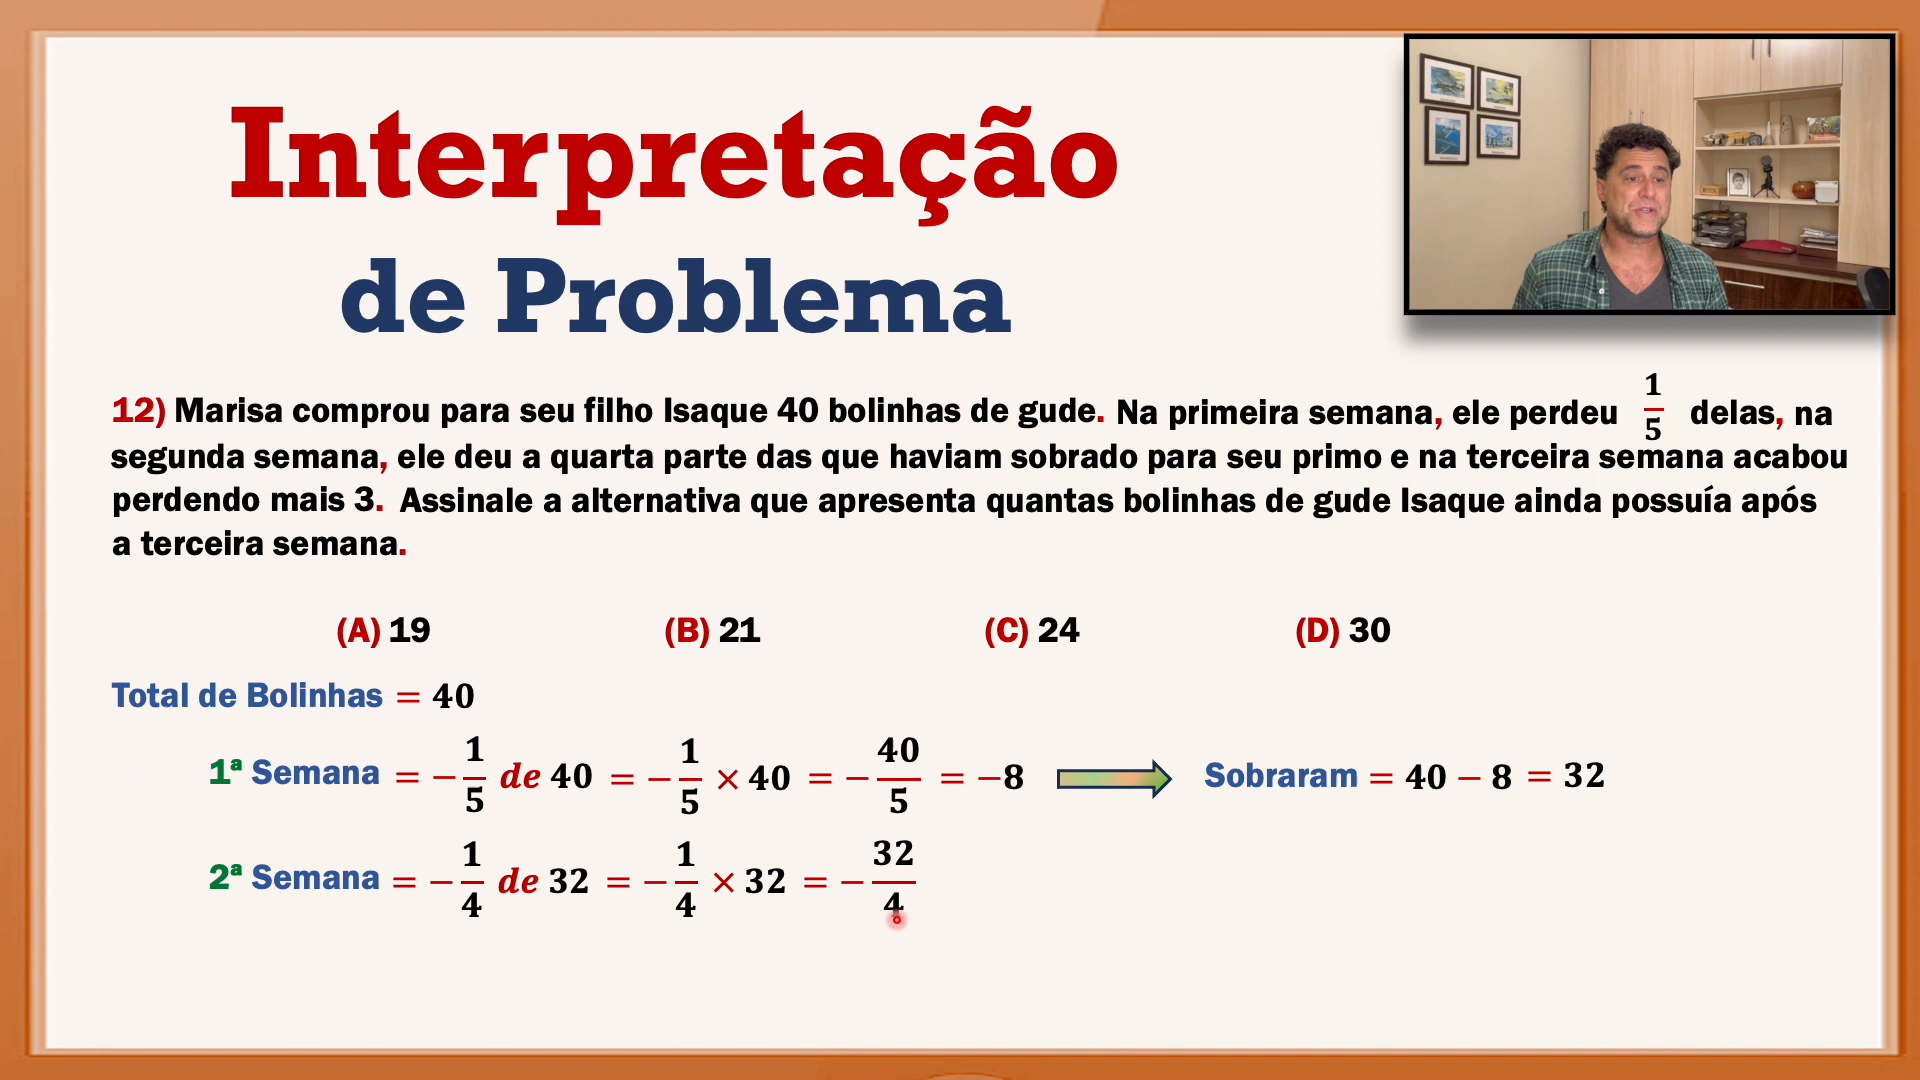 Interpretação
de Problema
12) Marisa comprou para seu filho Isaque 40 bolinhas de gude. Na primeira semana, ele perdeu 1/5 delas, na
segunda semana, ele deu a quarta parte das que haviam sobrado para seu primo e na terceira semana acabou
perdendo mais 3. Assinale a alternativa que apresenta quantas bolinhas de gude Isaque ainda possuía após
a terceira semana.
(A) 19 (B) 21 (C) 24 (D) 30
Total de Bolinhas = 40
1ª Semana = − 1/5 de 40 = − 1/5 × 40 = − 40/5 = −8 Sobraram = 40 − 8 = 32
2ª Semana = − 1/4 de 32 = − 1/4 × 32 = − 32/4